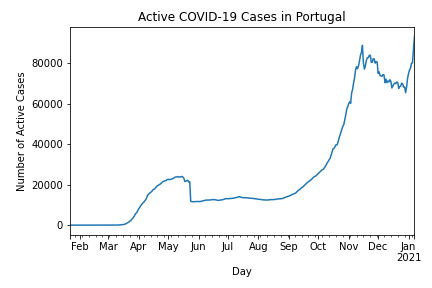 Active COVID-19 Cases in Portugal
Number of Active Cases
80000
60000
40000
20000
0
Feb Mar Apr May Jun Jul Aug Sep Oct Nov Dec Jan
2021
Day